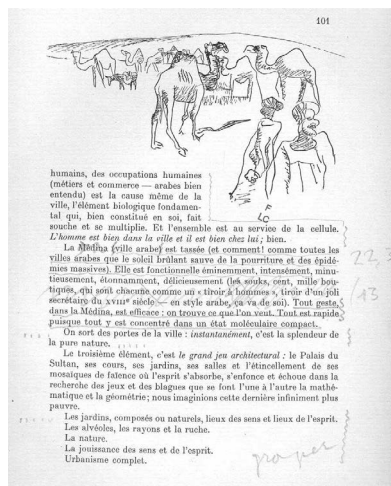 101
F
LC
humains, des occupations humaines
(métiers et commerce — arabes bien
entendu) est la cause même de la
ville, l'élément biologique fondamen-
tal qui, bien constitué en soi, fait
souche et se multiplie. Et l'ensemble est au service de la cellule.
L'homme est bien dans la ville et il est bien chez lui; bien.
La Médina (ville arabe) est tassée (et comment! comme toutes les
villes arabes que le soleil brûlant sauve de la pourriture et des épidé-
mies massives). Elle est fonctionnelle éminemment, intensément, minu-
tieusement, étonnamment, délicieusement (les souks, cent, mille bou-
tiques, qui sont chacune comme un « tiroir à hommes », tiroir d'un joli
secrétaire du XVIIIe siècle — en style arabe, ça va de soi). Tout geste,
dans la Médina, est efficace : on trouve ce que l'on veut. Tout est rapide
puisque tout y est concentré dans un état moléculaire compact.
On sort des portes de la ville : instantanément, c'est la splendeur de
la pure nature.
Le troisième élément, c'est le grand jeu architectural : le Palais du
Sultan, ses cours, ses jardins, ses salles et l'étincellement de ses
mosaïques de faïence où l'esprit s'absorbe, s'enfonce et échoue dans la
recherche des jeux et des blagues que se font l'une à l'autre la mathé-
matique et la géométrie; nous imaginions cette dernière infiniment plus
pauvre.
Les jardins, composés ou naturels, lieux des sens et lieux de l'esprit.
Les alvéoles, les rayons et la ruche.
La nature.
La jouissance des sens et de l'esprit.
Urbanisme complet.